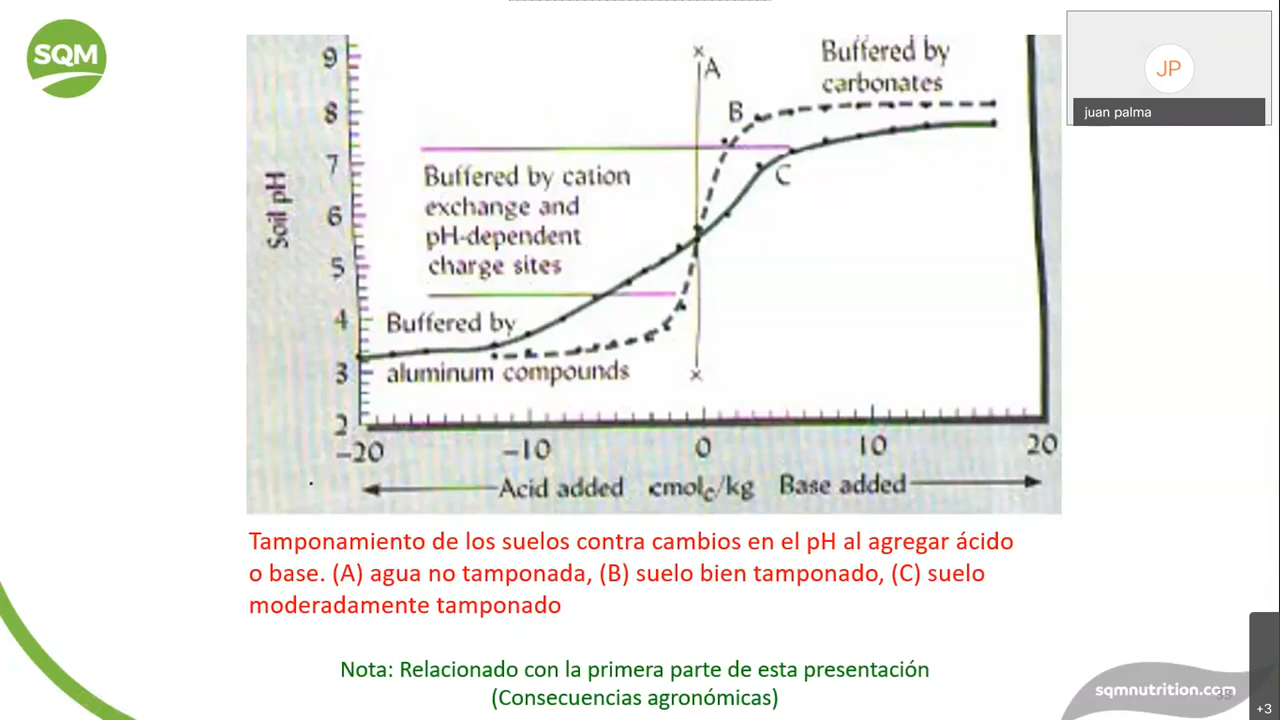 SQM
9
8
7
6
5
4
3
2
Soil pH
A
B
C
Buffered by
carbonates
Buffered by cation
exchange and
pH-dependent
charge sites
Buffered by
aluminum compounds
-20
-10
0
10
20
Acid added cmolc/kg Base added
Tamponamiento de los suelos contra cambios en el pH al agregar ácido
o base. (A) agua no tamponada, (B) suelo bien tamponado, (C) suelo
moderadamente tamponado
Nota: Relacionado con la primera parte de esta presentación
(Consecuencias agronómicas)
JP
juan palma
sqmnutrition.com
+3